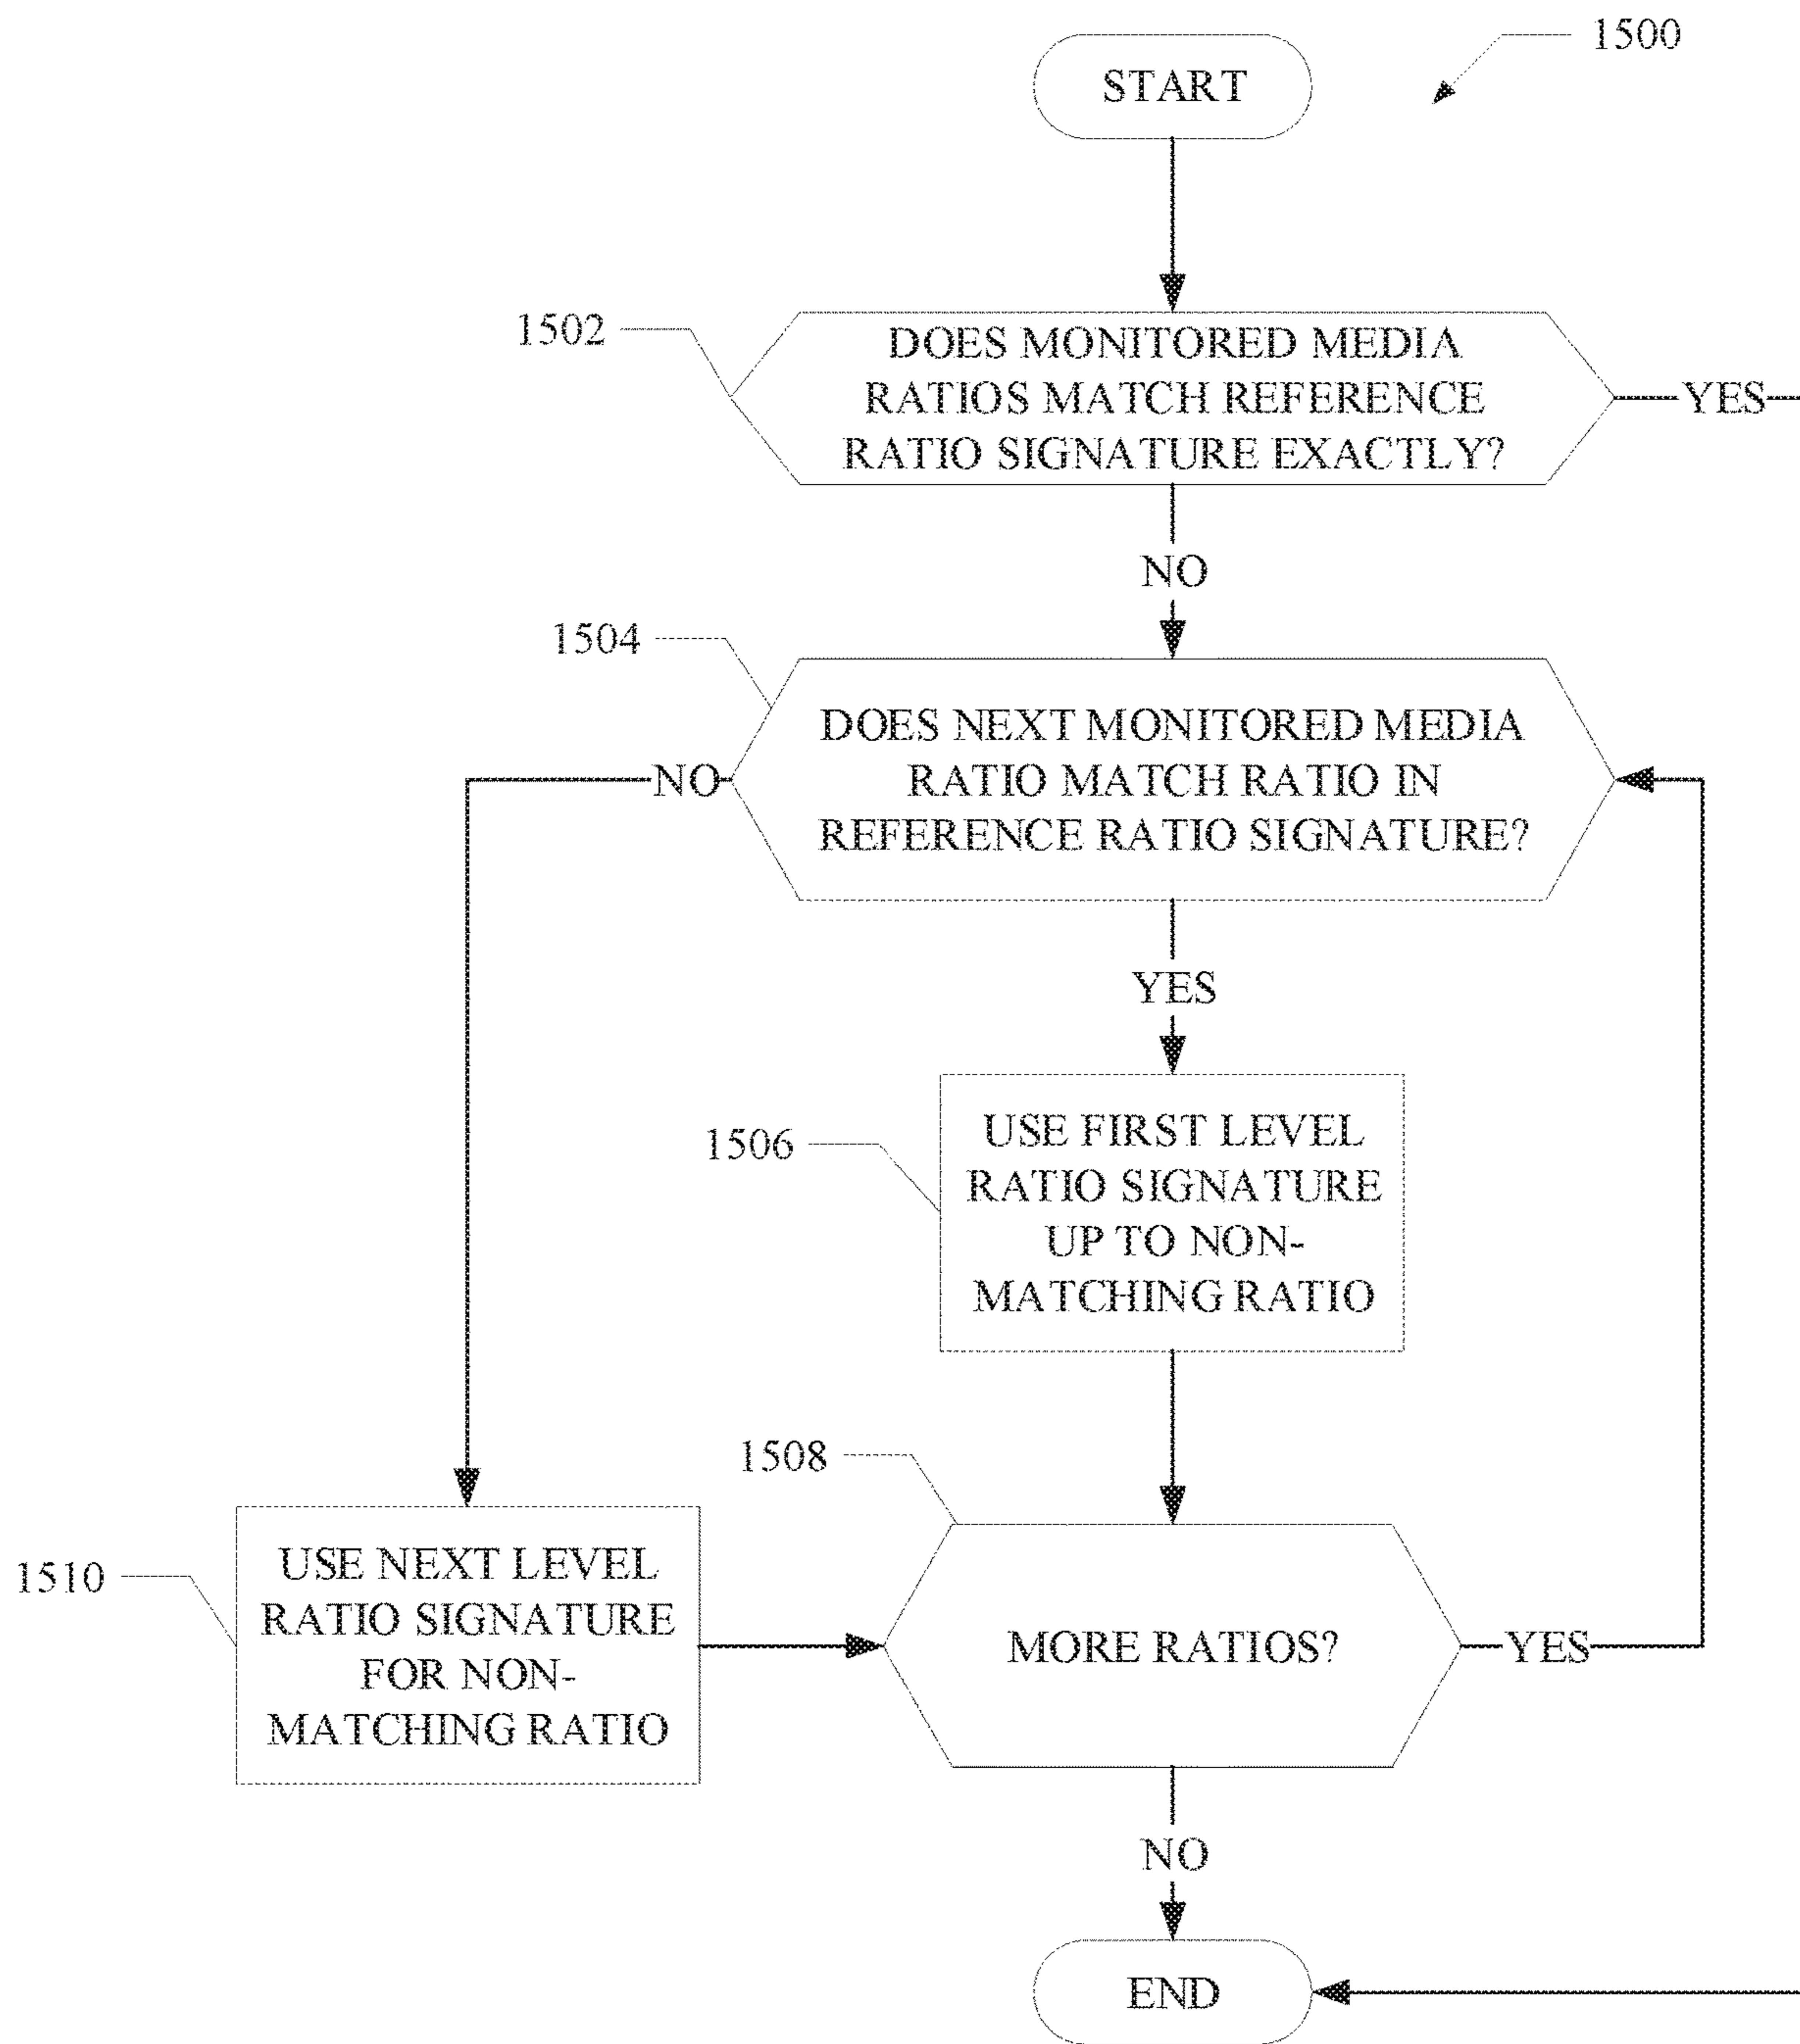 1500
START
1502
DOES MONITORED MEDIA
RATIOS MATCH REFERENCE
RATIO SIGNATURE EXACTLY?
YES
NO
1504
DOES NEXT MONITORED MEDIA
RATIO MATCH RATIO IN
REFERENCE RATIO SIGNATURE?
NO
YES
1506
USE FIRST LEVEL
RATIO SIGNATURE
UP TO NON-
MATCHING RATIO
1508
1510
USE NEXT LEVEL
RATIO SIGNATURE
FOR NON-
MATCHING RATIO
MORE RATIOS?
YES
NO
END